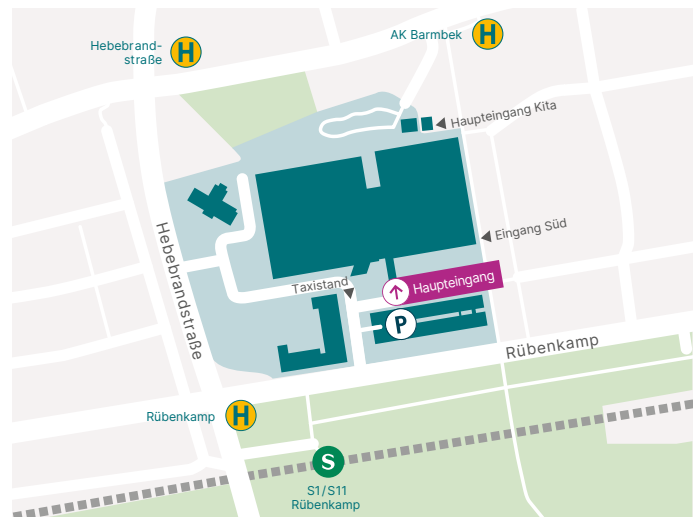 Hebebrand-
straße
H
AK Barmbek
H
Haupteingang Kita
Eingang Süd
Hebebrandstraße
Taxistand
Haupteingang
P
Rübenkamp
Rübenkamp
H
S
S1/S11
Rübenkamp